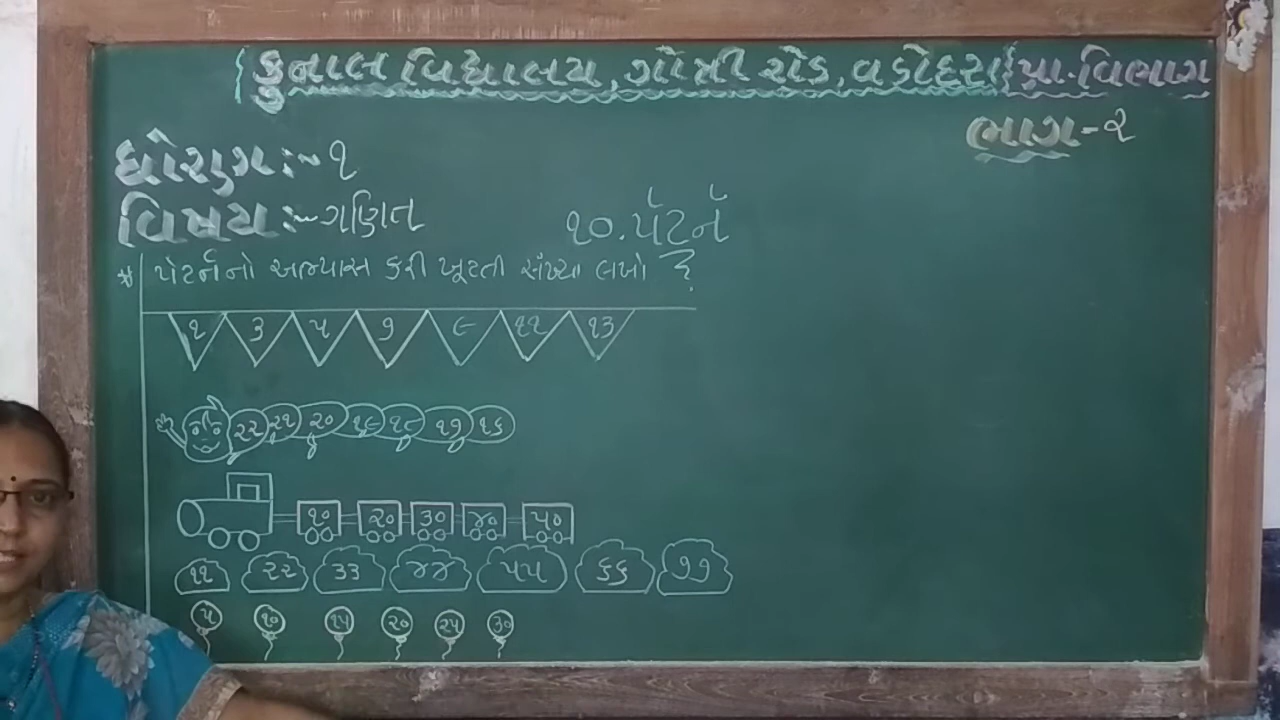 {કુનાલ વિદ્યાલય, ગોત્રી રોડ, વડોદરા} પ્રા. વિભાગ
ભાગ-૨
ધોરણ :- ૧
વિષય :- ગણિત
૧૦. પૅટર્ન
* પેટર્નનો અભ્યાસ કરી ખૂટતી સંખ્યા લખો
૧ ૩ ૫ ૭ ૯ ૧૧ ૧૩
૨૨ ૨૧ ૨૦ ૧૯ ૧૮ ૧૭ ૧૬
૧૦ ૨૦ ૩૦ ૪૦ ૫૦
૧૧ ૨૨ ૩૩ ૪૪ ૫૫ ૬૬ ૭૭
૫ ૧૦ ૧૫ ૨૦ ૨૫ ૩૦